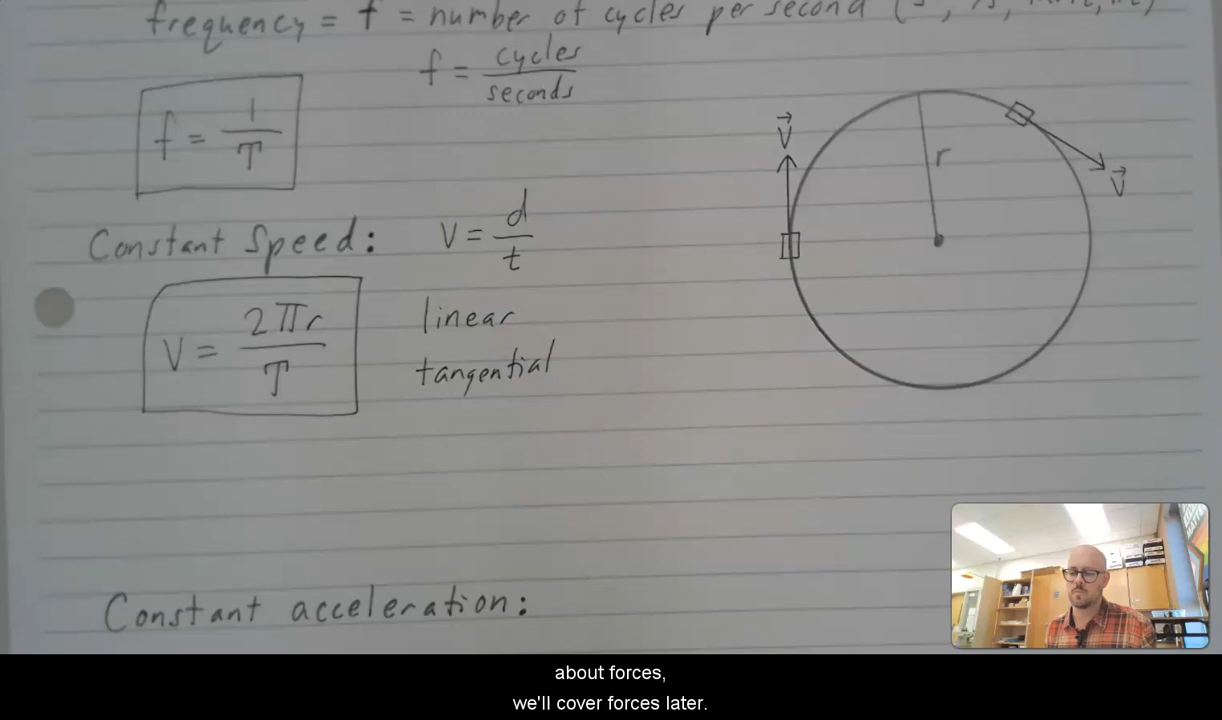 frequency = f = number of cycles per second
f = cycles / seconds
f = 1 / T
Constant Speed: V = d / t
V = 2πr / T
linear
tangential
V⃗
r
V⃗
Constant acceleration:
about forces,
we'll cover forces later.